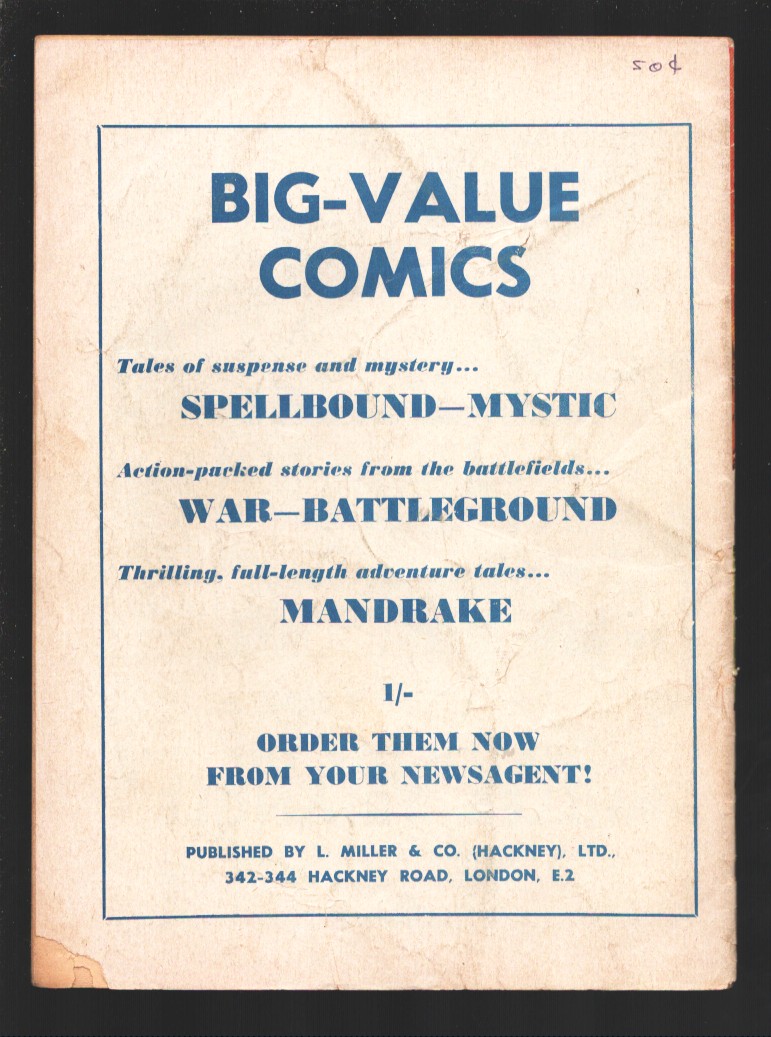 50¢
BIG-VALUE
COMICS
Tales of suspense and mystery...
SPELLBOUND—MYSTIC
Action-packed stories from the battlefields...
WAR—BATTLEGROUND
Thrilling, full-length adventure tales...
MANDRAKE
1/-
ORDER THEM NOW
FROM YOUR NEWSAGENT!
PUBLISHED BY L. MILLER & CO. (HACKNEY), LTD.,
342-344 HACKNEY ROAD, LONDON, E.2